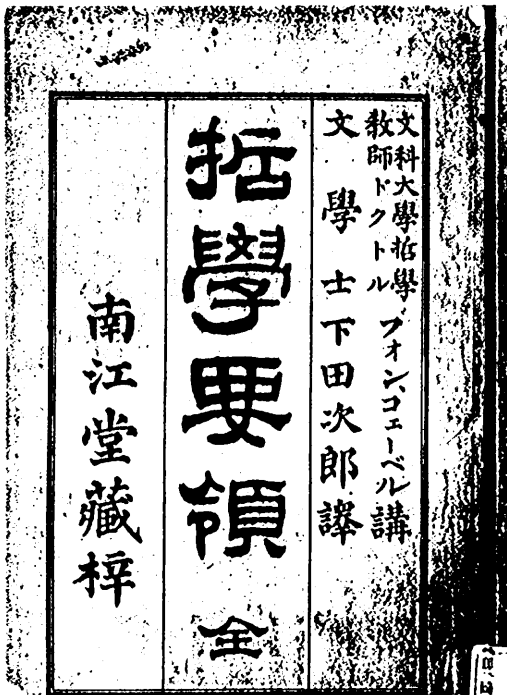 文科大學哲學
教師ドクトル
フォン、コェーベル講
文學士下田次郎譯
哲學要領 全
南江堂藏梓